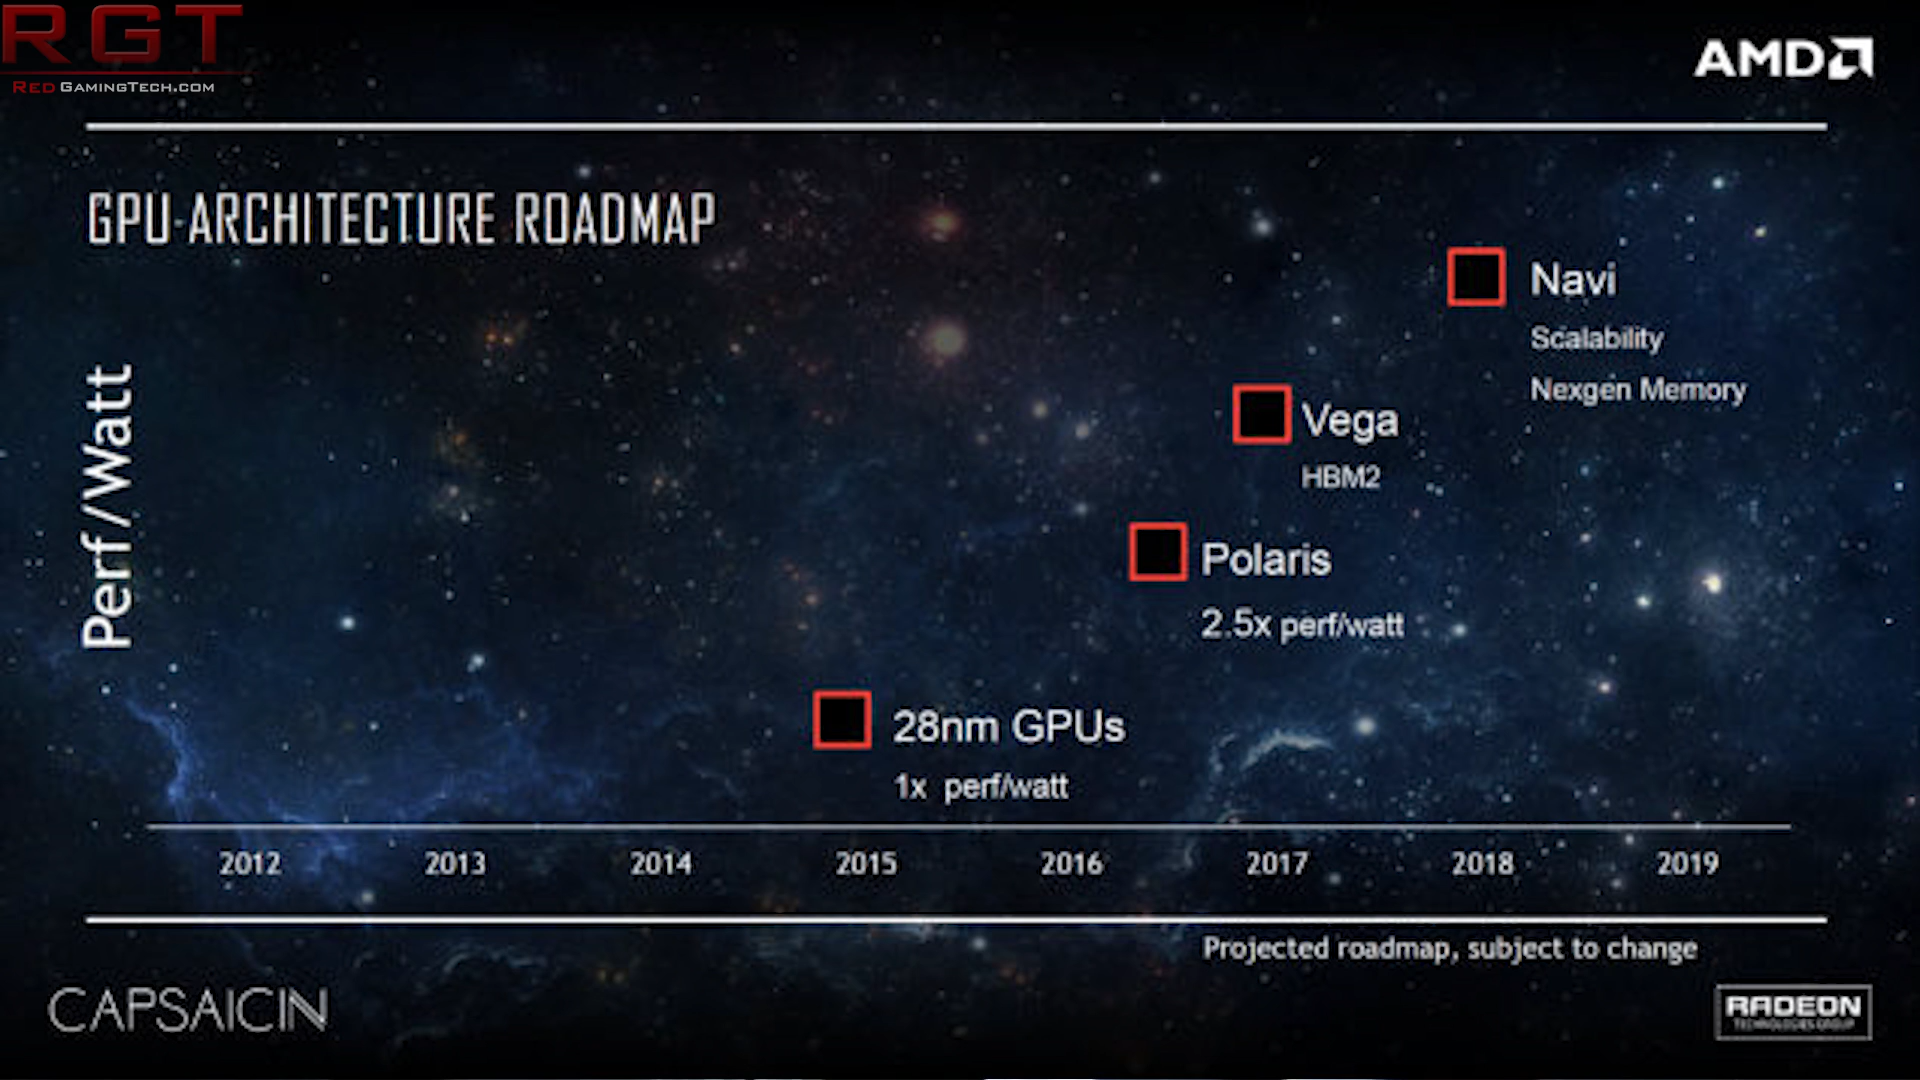 RGT
REDGAMINGTECH.COM
AMD
GPU ARCHITECTURE ROADMAP
Perf/Watt
Navi
Scalability
Nexgen Memory
Vega
HBM2
Polaris
2.5x perf/watt
28nm GPUs
1x perf/watt
2012 2013 2014 2015 2016 2017 2018 2019
Projected roadmap, subject to change
CAPSAICIN
RADEON
TECHNOLOGIES GROUP